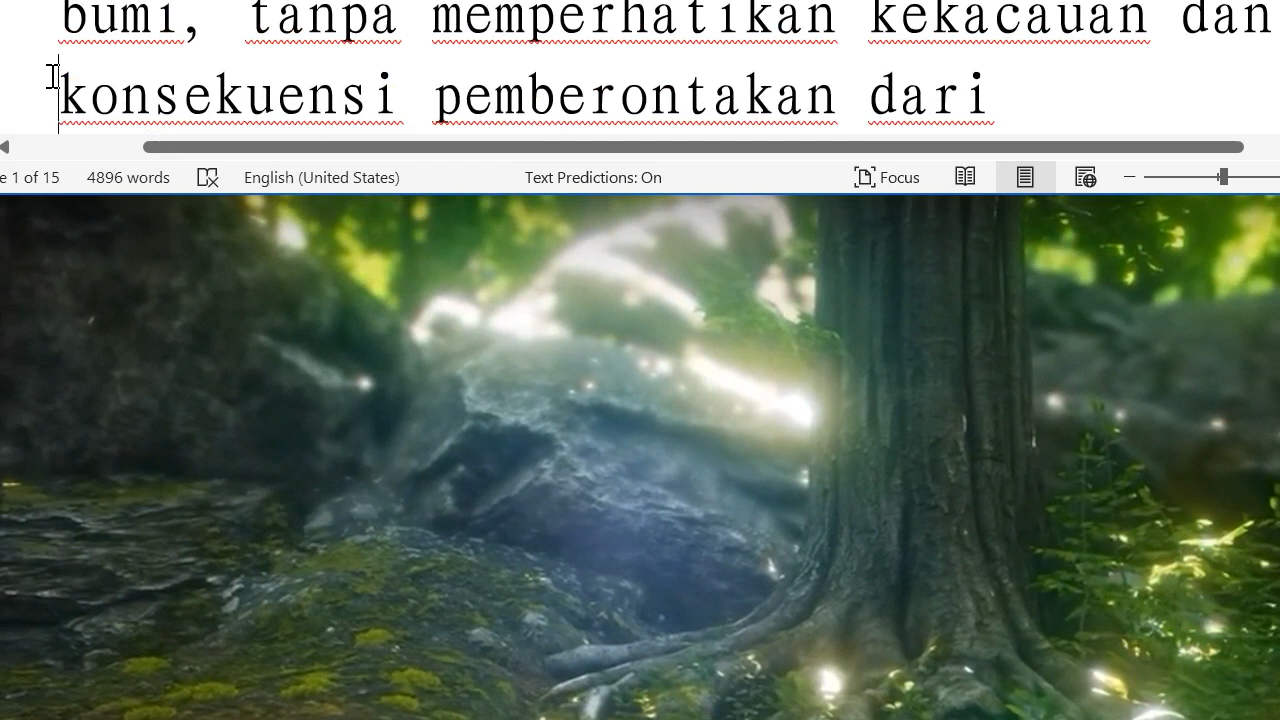 bumi, tanpa memperhatikan kekacauan dan
konsekuensi pemberontakan dari
e 1 of 15 4896 words English (United States) Text Predictions: On Focus